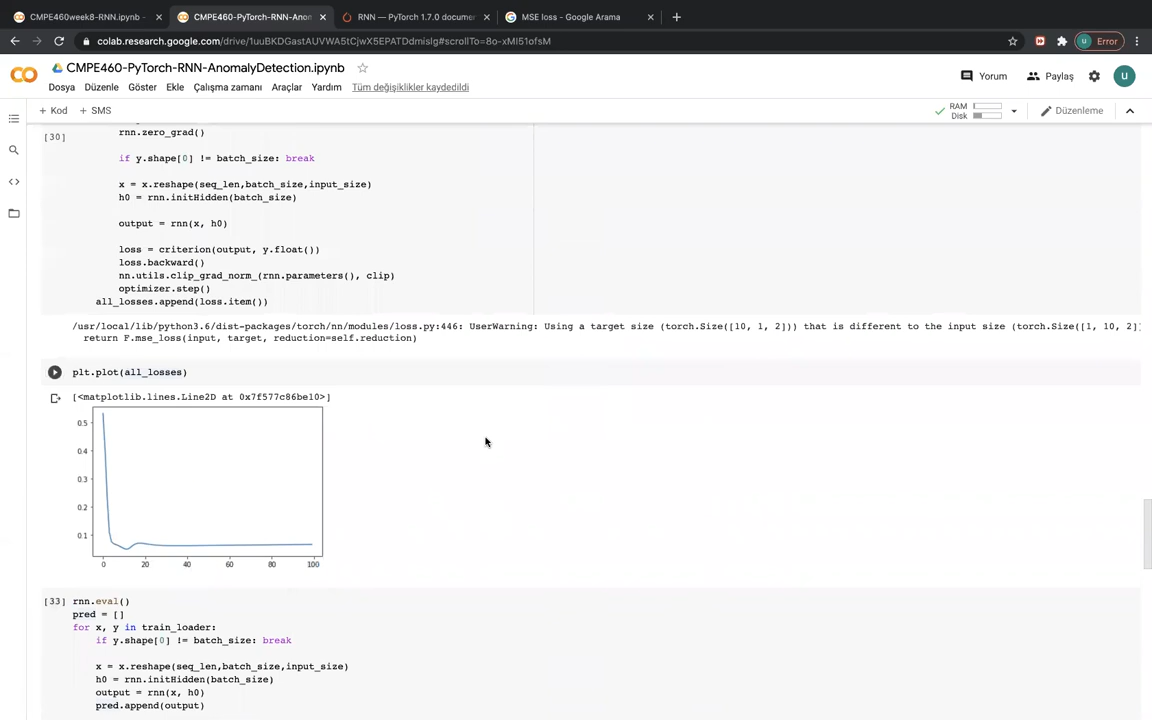 CMPE460week8-RNN.ipynb -
CMPE460-PyTorch-RNN-Anon
RNN — PyTorch 1.7.0 documen
MSE loss - Google Arama
colab.research.google.com/drive/1uuBKDGastAUVWA5tCjwX5EPATDdmislg#scrollTo=8o-xMI51ofsM
u Error
CMPE460-PyTorch-RNN-AnomalyDetection.ipynb
Yorum
Paylaş
u
Dosya Düzenle Göster Ekle Çalışma zamanı Araçlar Yardım Tüm değişiklikler kaydedildi
+ Kod + SMS
RAM
Disk
Düzenleme
[30]
rnn.zero_grad()
if y.shape[0] != batch_size: break
x = x.reshape(seq_len,batch_size,input_size)
h0 = rnn.initHidden(batch_size)
output = rnn(x, h0)
loss = criterion(output, y.float())
loss.backward()
nn.utils.clip_grad_norm_(rnn.parameters(), clip)
optimizer.step()
all_losses.append(loss.item())
/usr/local/lib/python3.6/dist-packages/torch/nn/modules/loss.py:446: UserWarning: Using a target size (torch.Size([10, 1, 2])) that is different to the input size (torch.Size([1, 10, 2]
return F.mse_loss(input, target, reduction=self.reduction)
plt.plot(all_losses)
[<matplotlib.lines.Line2D at 0x7f577c86be10>]
0.5
0.4
0.3
0.2
0.1
0 20 40 60 80 100
[33] rnn.eval()
pred = []
for x, y in train_loader:
if y.shape[0] != batch_size: break
x = x.reshape(seq_len,batch_size,input_size)
h0 = rnn.initHidden(batch_size)
output = rnn(x, h0)
pred.append(output)